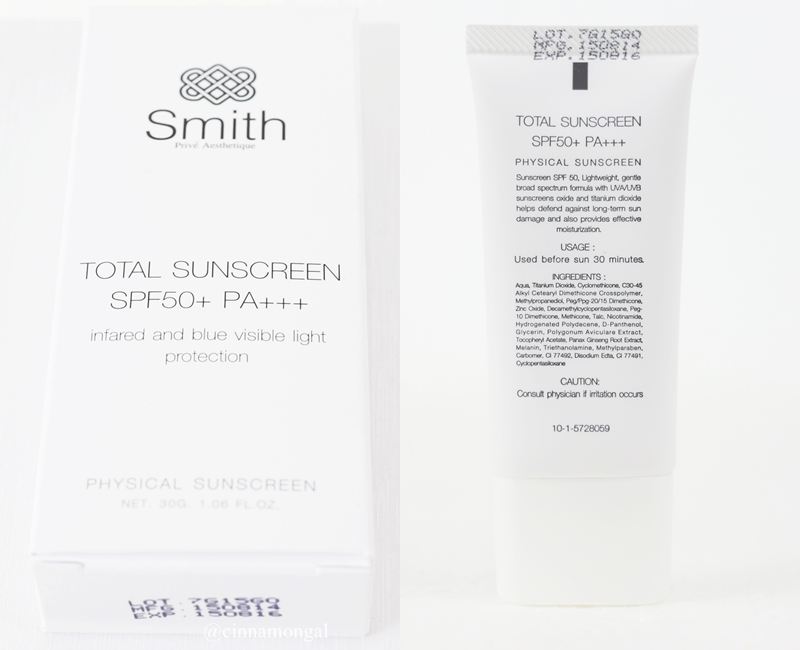 Smith
Privé Aesthetique
TOTAL SUNSCREEN
SPF50+ PA+++
infared and blue visible light
protection
PHYSICAL SUNSCREEN
NET. 30G. 1.06 FL.OZ.
LOT. 7G15G0
MFG. 150814
EXP. 150816
@cinnamongal
LOT. 7G15G0
MFG. 150814
EXP. 150816
TOTAL SUNSCREEN
SPF50+ PA+++
PHYSICAL SUNSCREEN
Sunscreen SPF 50, Lightweight, gentle
broad spectrum formula with UVA/UVB
sunscreens oxide and titanium dioxide
helps defend against long-term sun
damage and also provides effective
moisturization.
USAGE :
Used before sun 30 minutes.
INGREDIENTS :
Aqua, Titanium Dioxide, Cyclomethicone, C30-45
Alkyl Cetearyl Dimethicone Crosspolymer,
Methylpropanediol, Peg/Ppg-20/15 Dimethicone,
Zinc Oxide, Decamethylcyclopentasiloxane, Peg-
10 Dimethicone, Methicone, Talc, Nicotinamide,
Hydrogenated Polydecene, D-Panthenol,
Glycerin, Polygonum Aviculare Extract,
Tocopheryl Acetate, Panax Ginseng Root Extract,
Melanin, Triethanolamine, Methylparaben,
Carbomer, CI 77492, Disodium Edta, CI 77491,
Cyclopentasiloxane
CAUTION:
Consult physician if irritation occurs
10-1-5728059